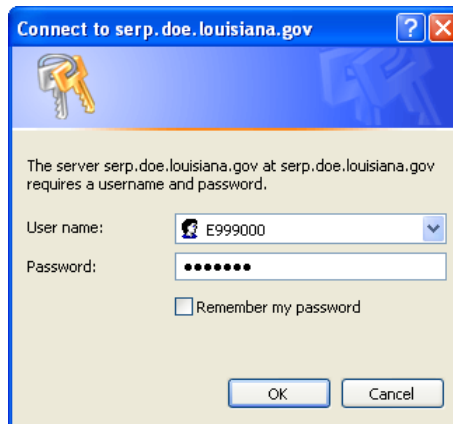 Connect to serp.doe.louisiana.gov
The server serp.doe.louisiana.gov at serp.doe.louisiana.gov
requires a username and password.
User name:
E999000
Password:
●●●●●●●
Remember my password
OK
Cancel